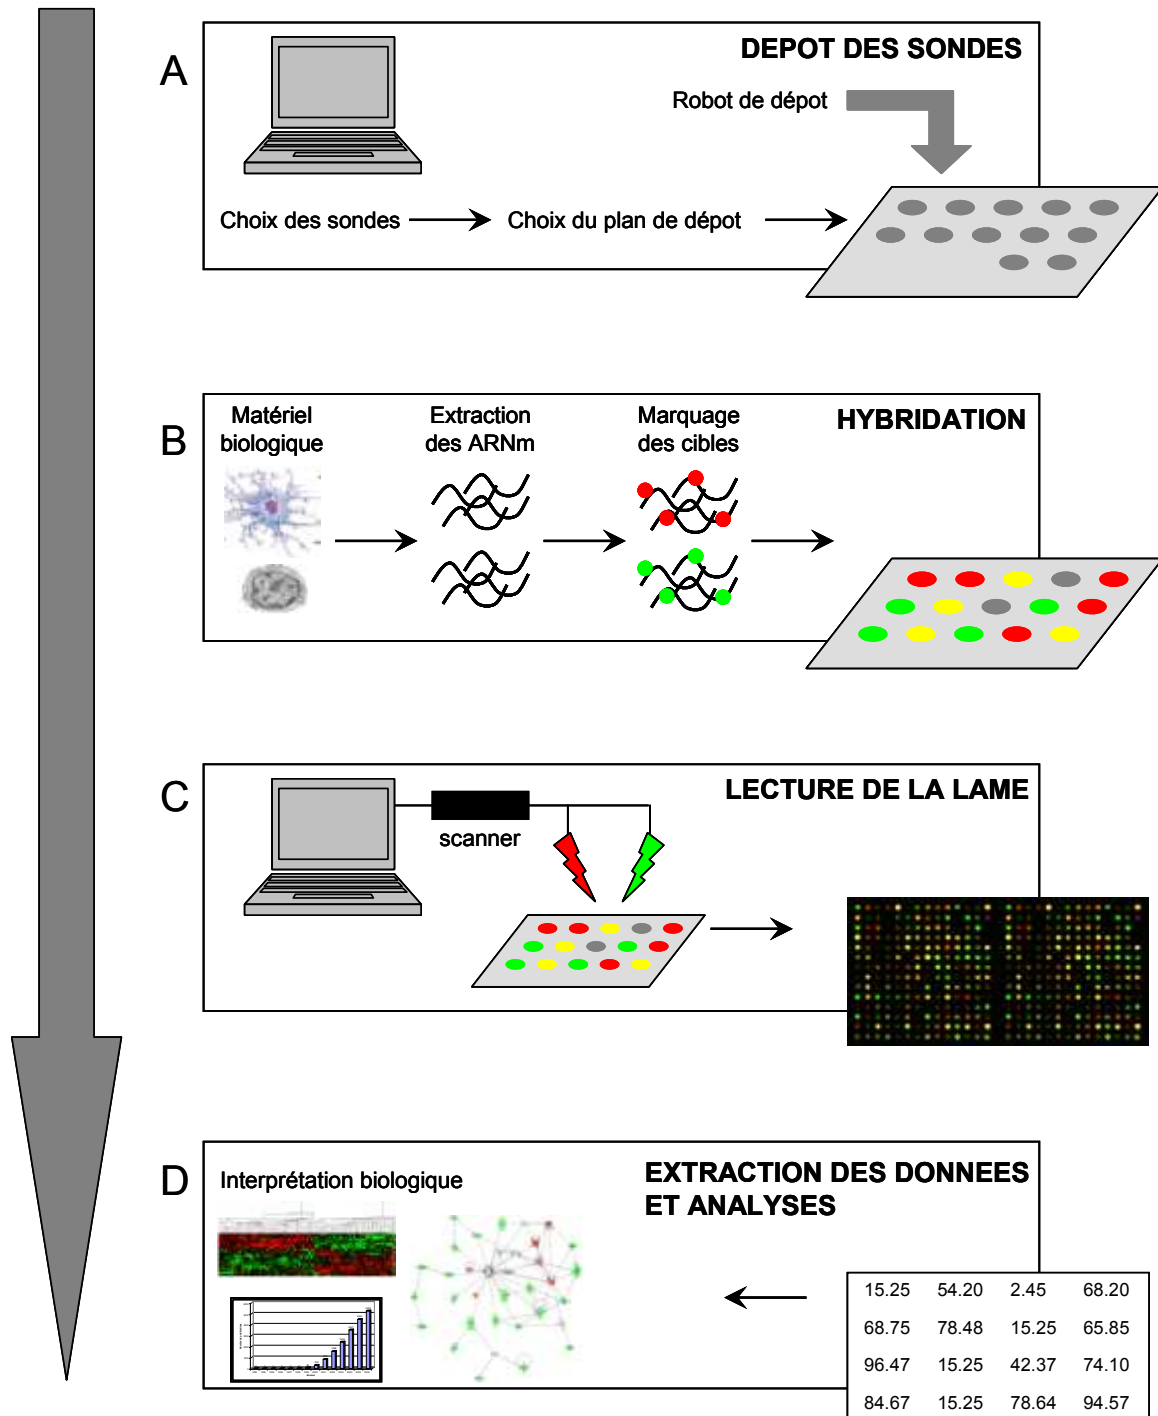 A
DEPOT DES SONDES
Robot de dépot
Choix des sondes
Choix du plan de dépot
B
HYBRIDATION
Matériel
biologique
Extraction
des ARNm
Marquage
des cibles
C
LECTURE DE LA LAME
scanner
D
EXTRACTION DES DONNEES
ET ANALYSES
Interprétation biologique
15.25 54.20 2.45 68.20
68.75 78.48 15.25 65.85
96.47 15.25 42.37 74.10
84.67 15.25 78.64 94.57